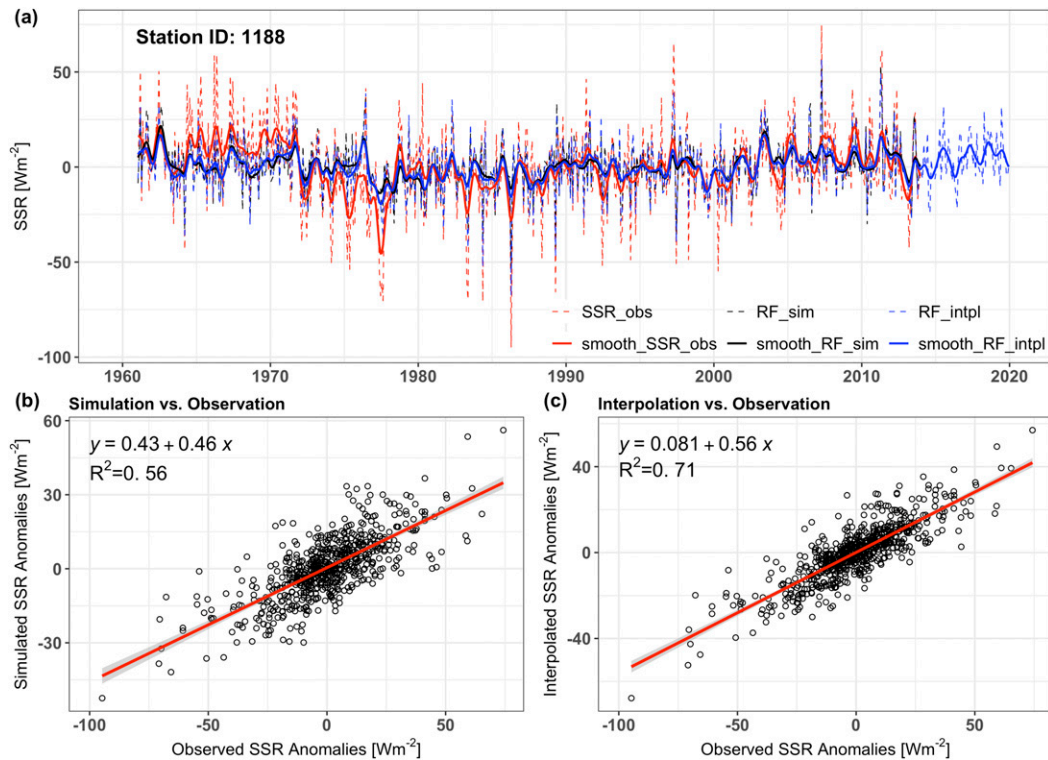 (a)
Station ID: 1188
SSR [Wm-2]
50
0
-50
-100
SSR_obs RF_sim RF_intpl
smooth_SSR_obs smooth_RF_sim smooth_RF_intpl
1960 1970 1980 1990 2000 2010 2020
(b) Simulation vs. Observation
y = 0.43 + 0.46 x
R2=0. 56
Simulated SSR Anomalies [Wm-2]
60
30
0
-30
-100 -50 0 50
Observed SSR Anomalies [Wm-2]
(c) Interpolation vs. Observation
y = 0.081 + 0.56 x
R2=0. 71
Interpolated SSR Anomalies [Wm-2]
40
0
-40
-100 -50 0 50
Observed SSR Anomalies [Wm-2]